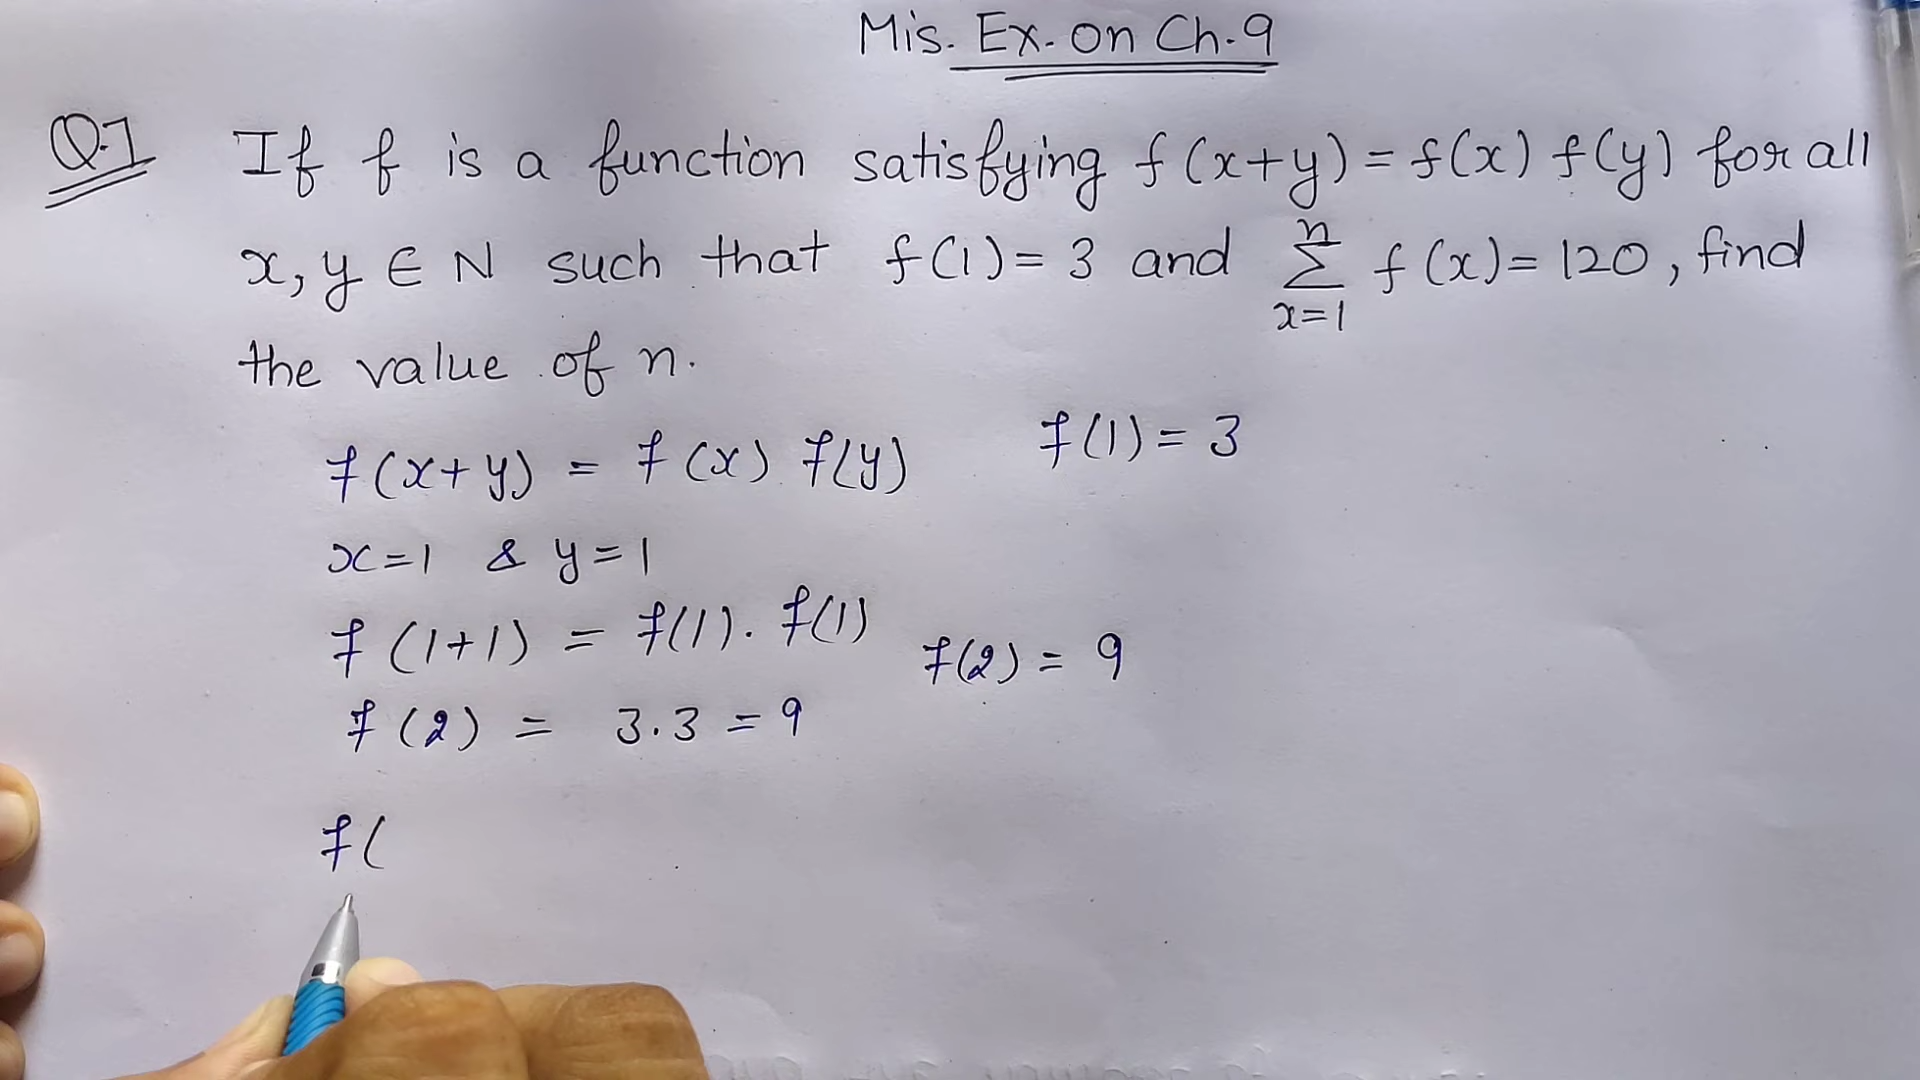 Mis. Ex. on Ch.9
Q.1 If f is a function satisfying f(x+y) = f(x) f(y) for all
x, y ∈ N such that f(1) = 3 and ∑ₓ₌₁ⁿ f(x) = 120, find
the value of n.
f(x+y) = f(x) f(y) f(1) = 3
x=1 & y=1
f(1+1) = f(1). f(1)
f(2) = 9
f(2) = 3.3 = 9
f(